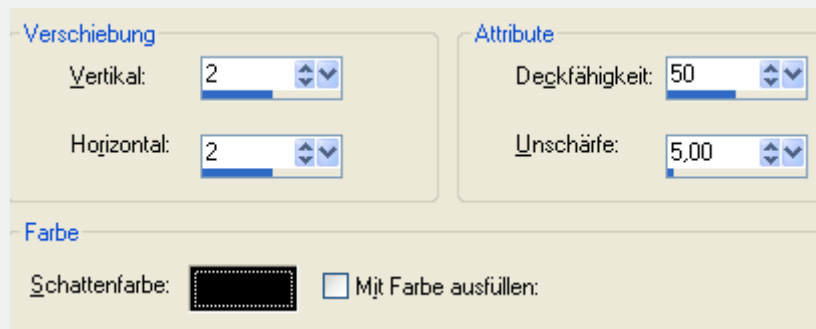 Verschiebung
Vertikal: 2
Horizontal: 2
Attribute
Deckfähigkeit: 50
Unschärfe: 5,00
Farbe
Schattenfarbe:
Mit Farbe ausfüllen: